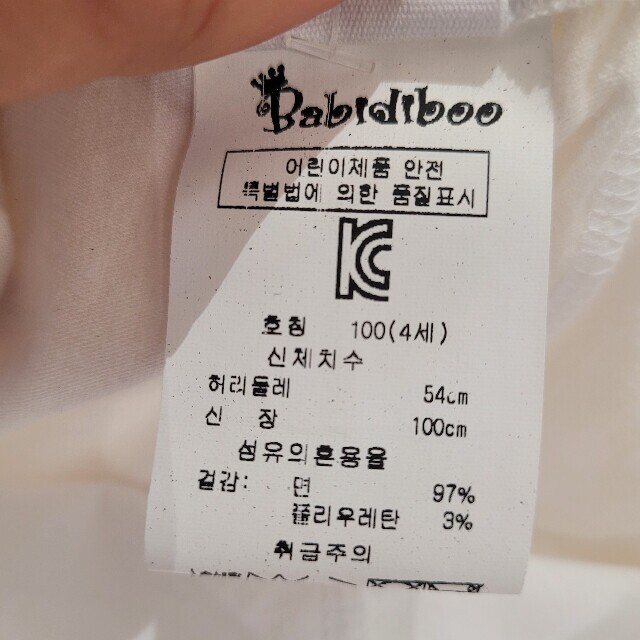 Babidiboo
어린이제품 안전
특별법에 의한 품질표시
KC
호칭 100(4세)
신체치수
허리둘레 54cm
신 장 100cm
섬유의혼용율
겉감: 면 97%
폴리우레탄 3%
취급주의